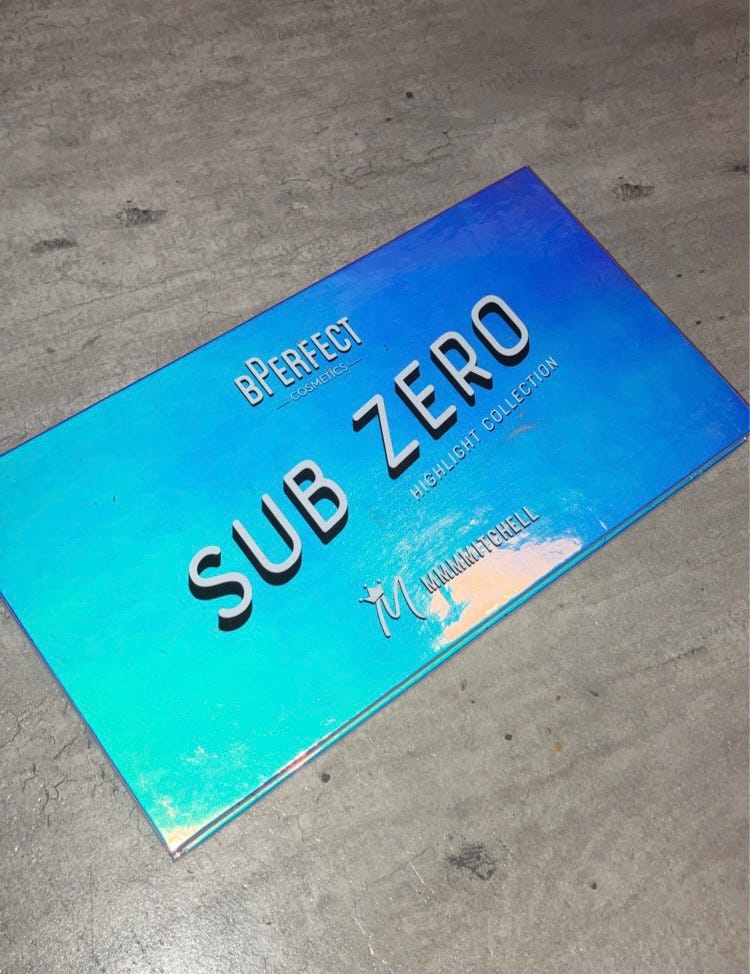 BPERFECT
COSMETICS
SUB ZERO
HIGHLIGHT COLLECTION
M MMMMITCHELL